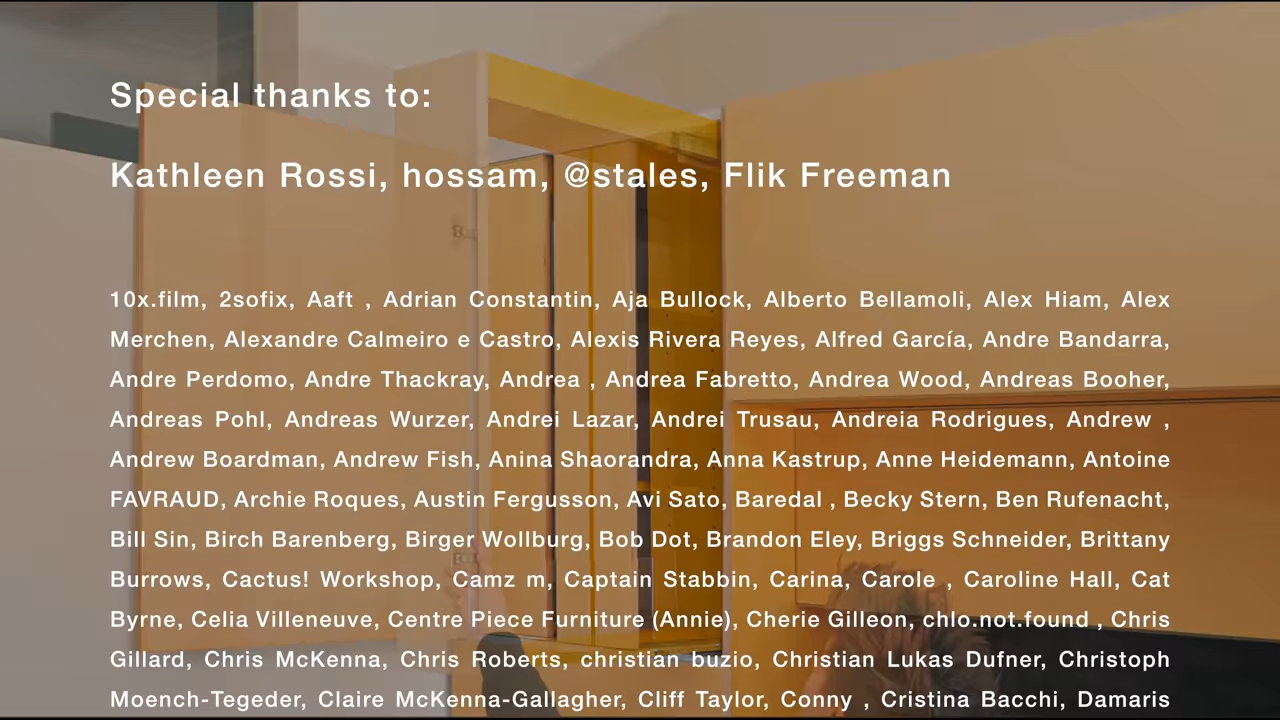 Special thanks to:
Kathleen Rossi, hossam, @stales, Flik Freeman
10x.film, 2sofix, Aaft , Adrian Constantin, Aja Bullock, Alberto Bellamoli, Alex Hiam, Alex
Merchen, Alexandre Calmeiro e Castro, Alexis Rivera Reyes, Alfred García, Andre Bandarra,
Andre Perdomo, Andre Thackray, Andrea , Andrea Fabretto, Andrea Wood, Andreas Booher,
Andreas Pohl, Andreas Wurzer, Andrei Lazar, Andrei Trusau, Andreia Rodrigues, Andrew ,
Andrew Boardman, Andrew Fish, Anina Shaorandra, Anna Kastrup, Anne Heidemann, Antoine
FAVRAUD, Archie Roques, Austin Fergusson, Avi Sato, Baredal , Becky Stern, Ben Rufenacht,
Bill Sin, Birch Barenberg, Birger Wollburg, Bob Dot, Brandon Eley, Briggs Schneider, Brittany
Burrows, Cactus! Workshop, Camz m, Captain Stabbin, Carina, Carole , Caroline Hall, Cat
Byrne, Celia Villeneuve, Centre Piece Furniture (Annie), Cherie Gilleon, chlo.not.found , Chris
Gillard, Chris McKenna, Chris Roberts, christian buzio, Christian Lukas Dufner, Christoph
Moench-Tegeder, Claire McKenna-Gallagher, Cliff Taylor, Conny , Cristina Bacchi, Damaris